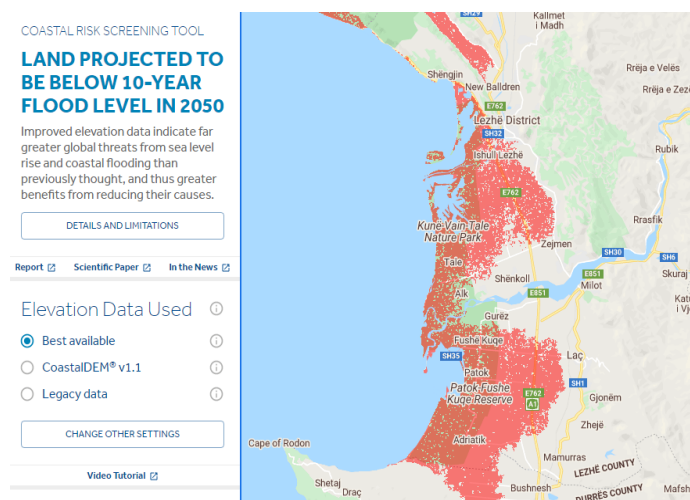 COASTAL RISK SCREENING TOOL
LAND PROJECTED TO
BE BELOW 10-YEAR
FLOOD LEVEL IN 2050
Improved elevation data indicate far
greater global threats from sea level
rise and coastal flooding than
previously thought, and thus greater
benefits from reducing their causes.
DETAILS AND LIMITATIONS
Report Scientific Paper In the News
Elevation Data Used
Best available
CoastalDEM® v1.1
Legacy data
CHANGE OTHER SETTINGS
Video Tutorial
SH29
Kallmet
i Madh
Rrëja e Velës
Shëngjin
New Balldren
Rrëja e Zezë
E762
Lezhë District
SH32
Ishull Lezhë
Rubik
E762
Kune-Vain-Tale
Nature Park
Rrasfik
Zejmen
SH30
SH6
Tale
Shënkoll
E851
Skuraj
Milot
Alk
E851
Gurëz
Fushë Kuqe
SH35
Laç
Patok
SH1
Patok Fushe
Kuqe Reserve
E762
A1
Gjonëm
Zhejë
Adriatik
Cape of Rodon
Mamurras
LEZHË COUNTY
DURRËS COUNTY
Shetaj
Draç
Bushnesh